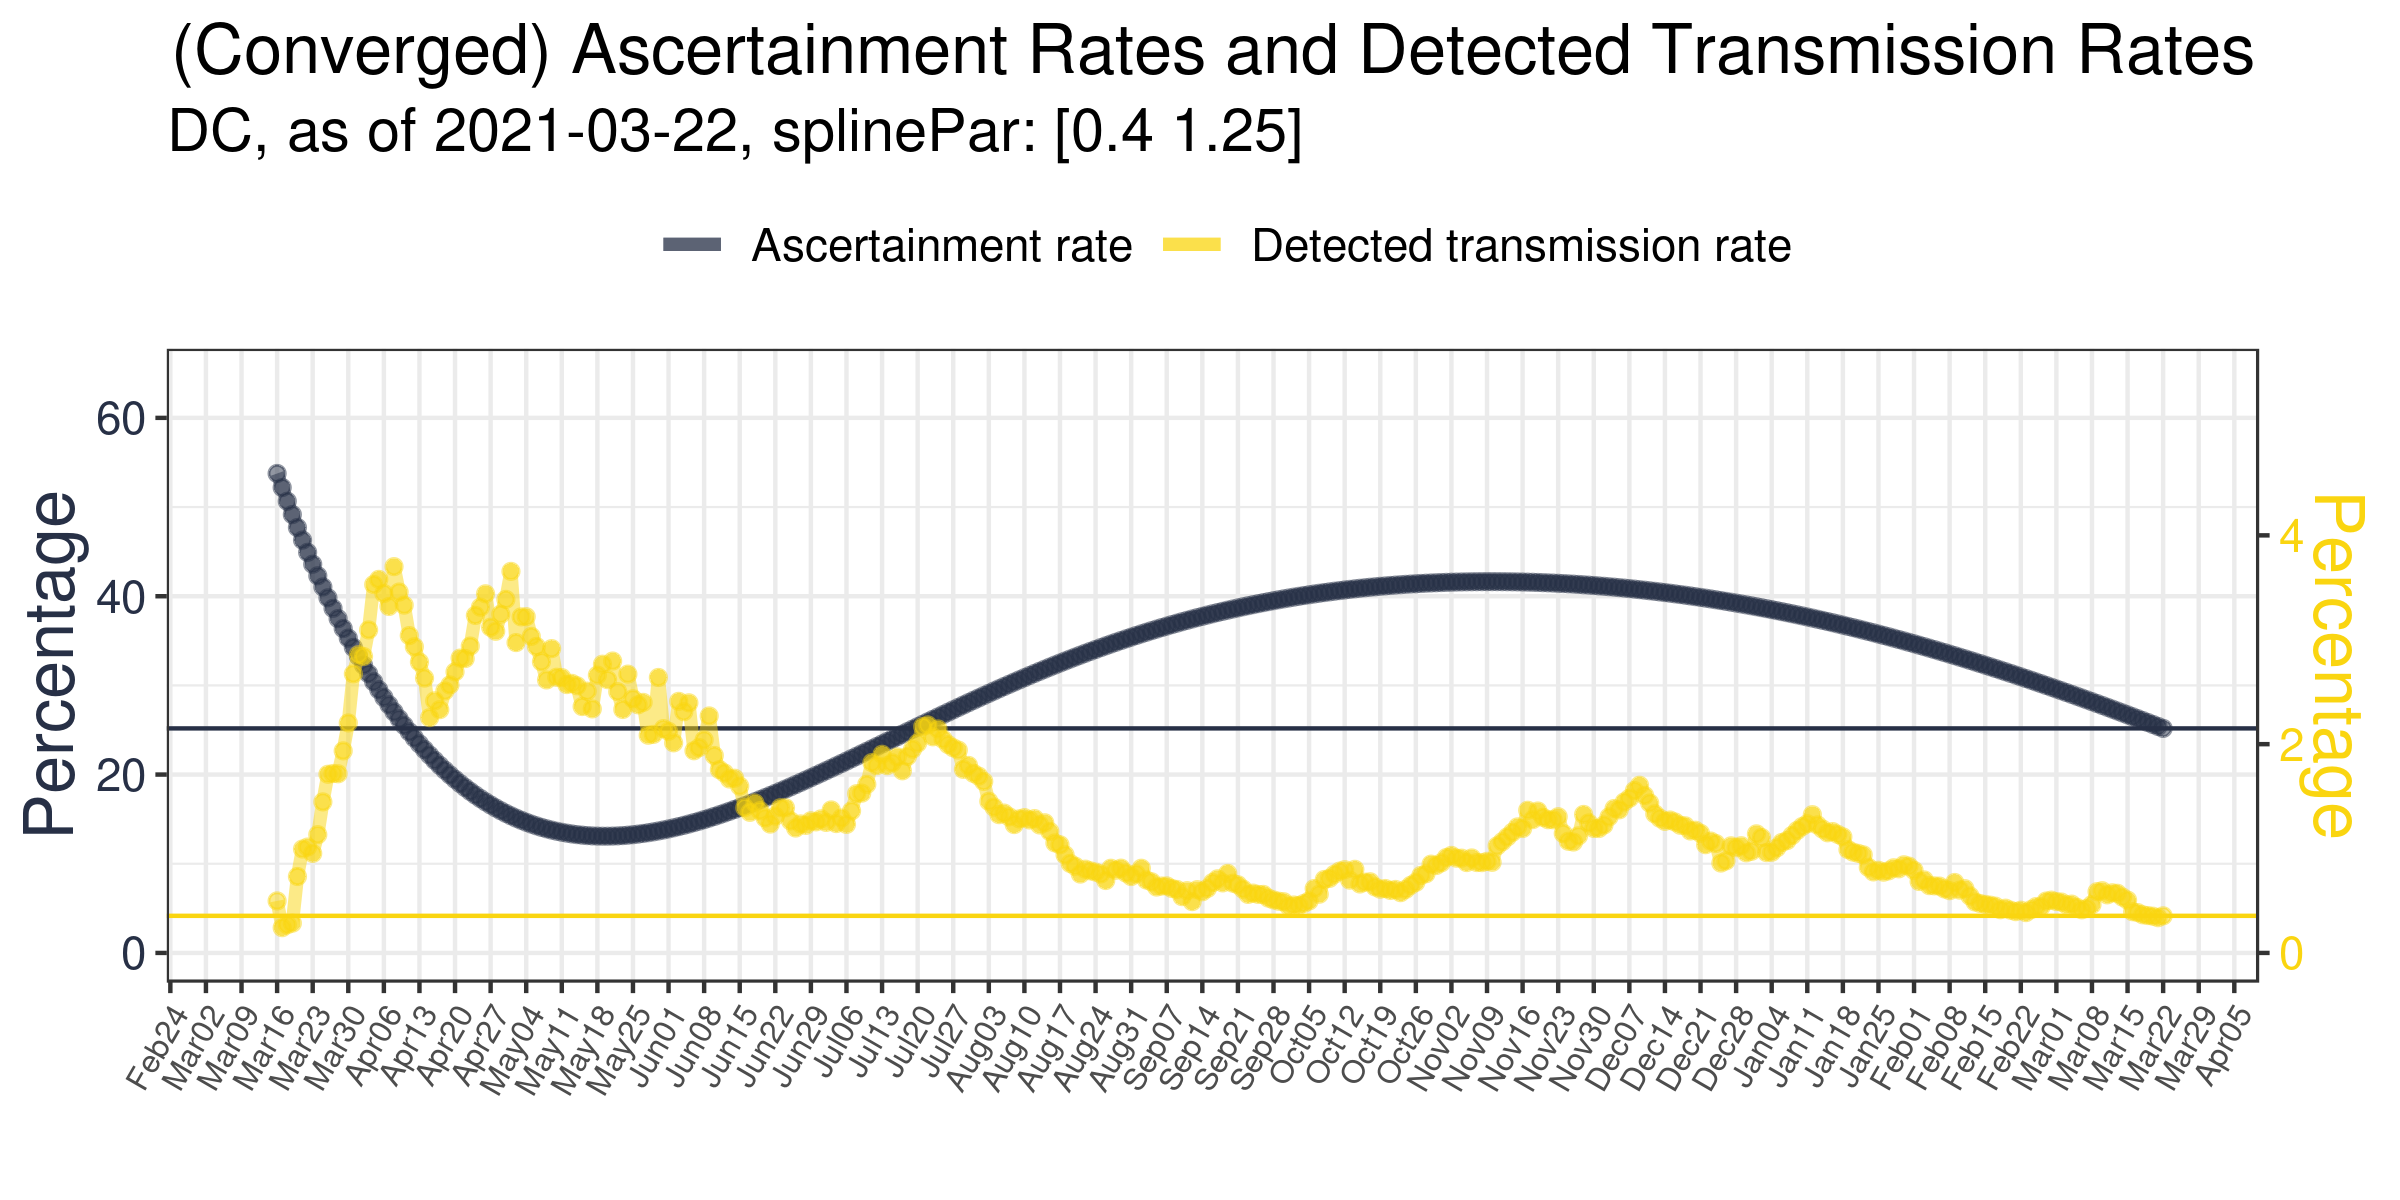 (Converged) Ascertainment Rates and Detected Transmission Rates
DC, as of 2021-03-22, splinePar: [0.4 1.25]
Ascertainment rate
Detected transmission rate
Percentage
60
40
20
0
4
2
0
Percentage
Feb24
Mar02
Mar09
Mar16
Mar23
Mar30
Apr06
Apr13
Apr20
Apr27
May04
May11
May18
May25
Jun01
Jun08
Jun15
Jun22
Jun29
Jul06
Jul13
Jul20
Jul27
Aug03
Aug10
Aug17
Aug24
Aug31
Sep07
Sep14
Sep21
Sep28
Oct05
Oct12
Oct19
Oct26
Nov02
Nov09
Nov16
Nov23
Nov30
Dec07
Dec14
Dec21
Dec28
Jan04
Jan11
Jan18
Jan25
Feb01
Feb08
Feb15
Feb22
Mar01
Mar08
Mar15
Mar22
Mar29
Apr05